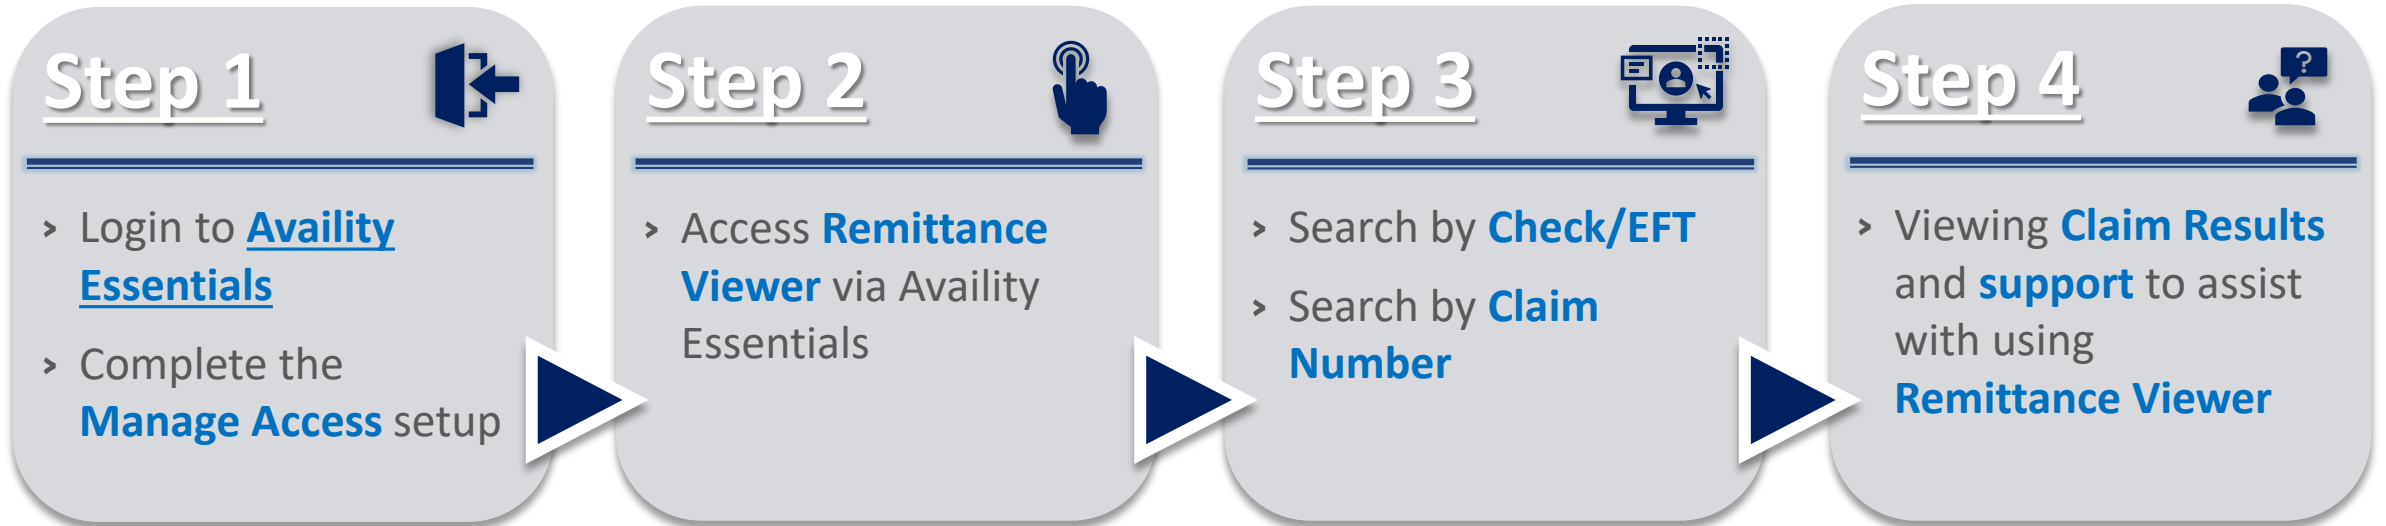 Step 1
> Login to Availity
Essentials
> Complete the
Manage Access setup
Step 2
> Access Remittance
Viewer via Availity
Essentials
Step 3
> Search by Check/EFT
> Search by Claim
Number
Step 4
?
> Viewing Claim Results
and support to assist
with using
Remittance Viewer